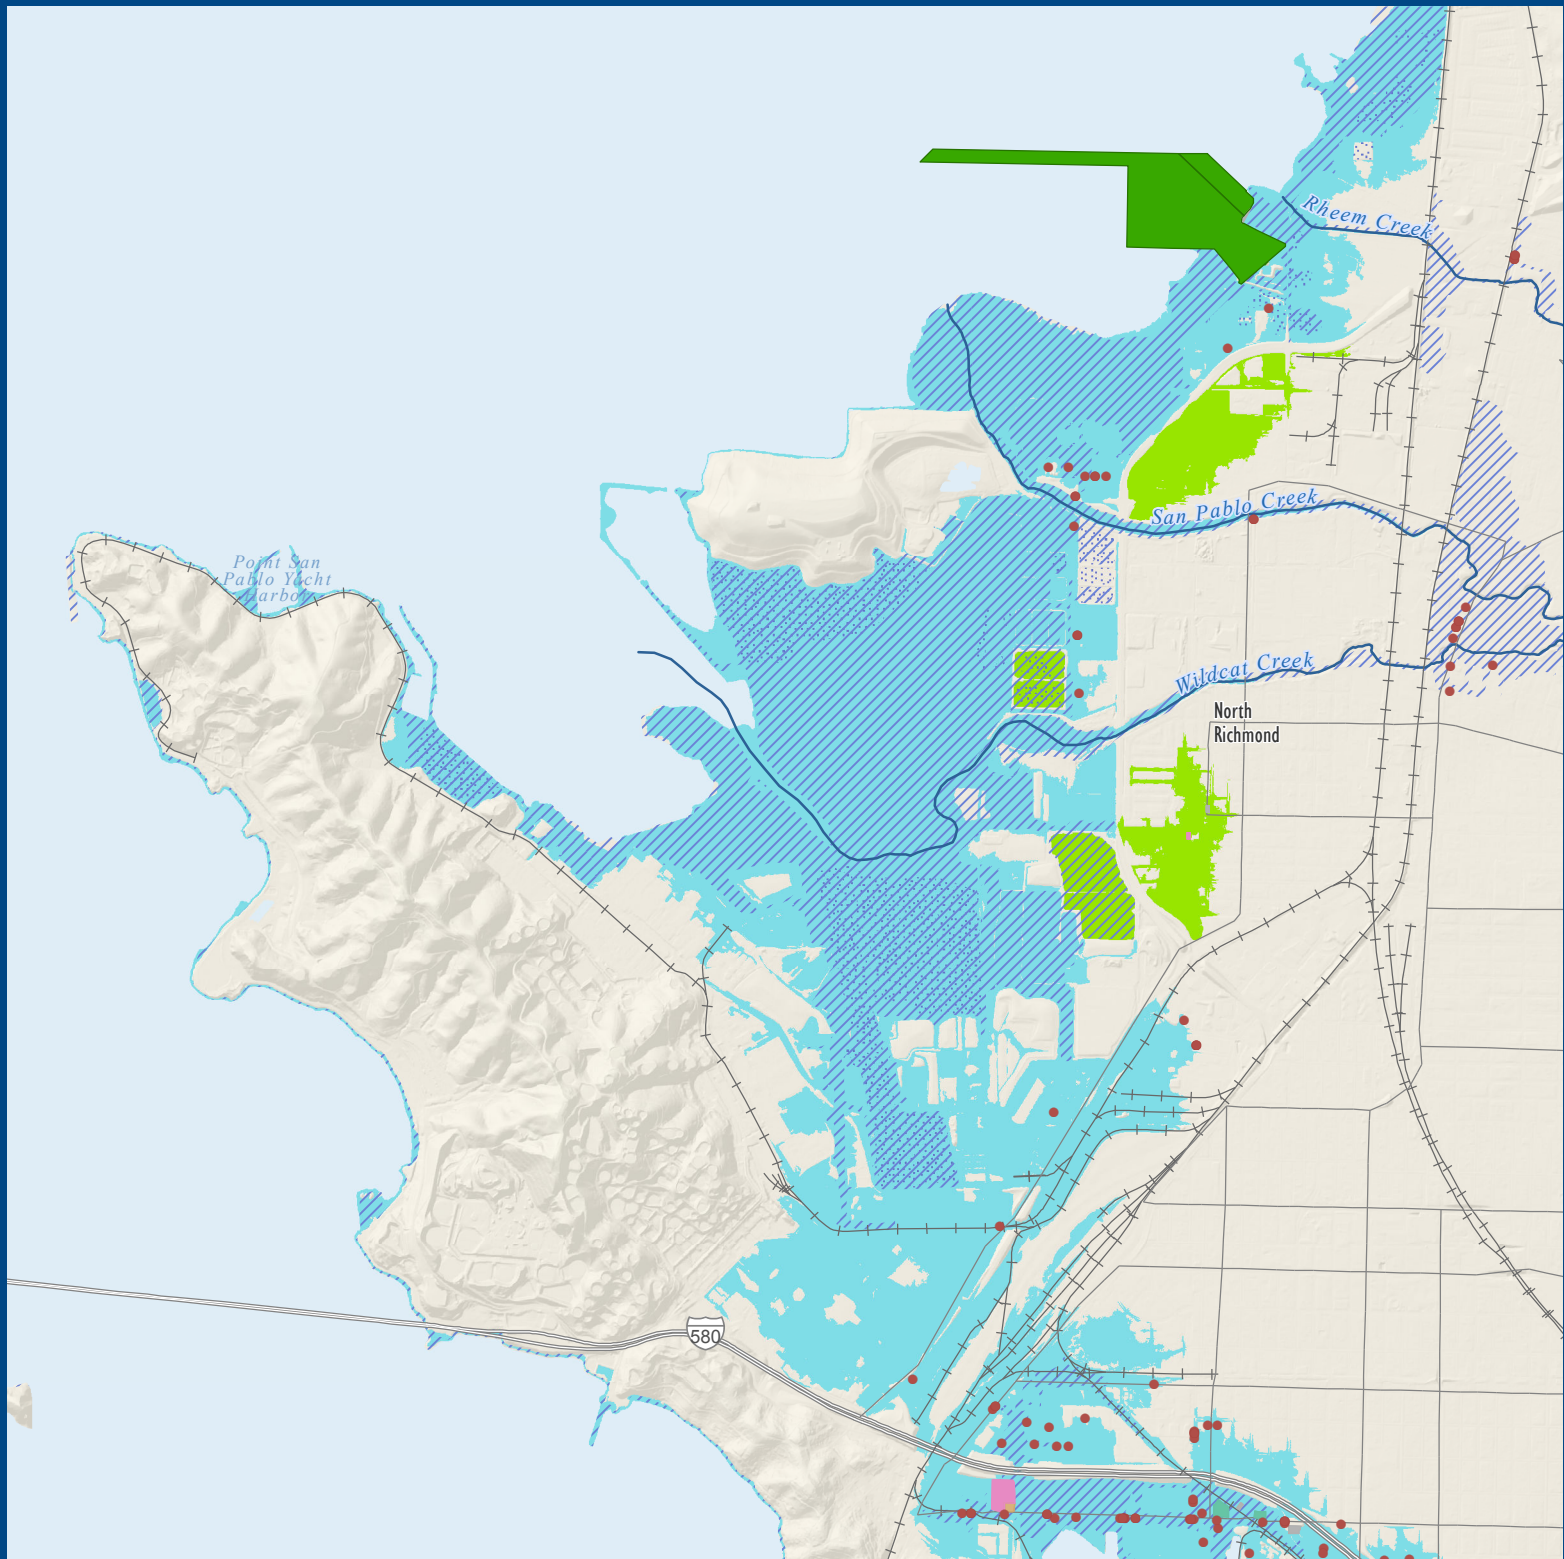 Rheem Creek
San Pablo Creek
Point San
Pablo Yacht
Harbor
Wildcat Creek
North
Richmond
580